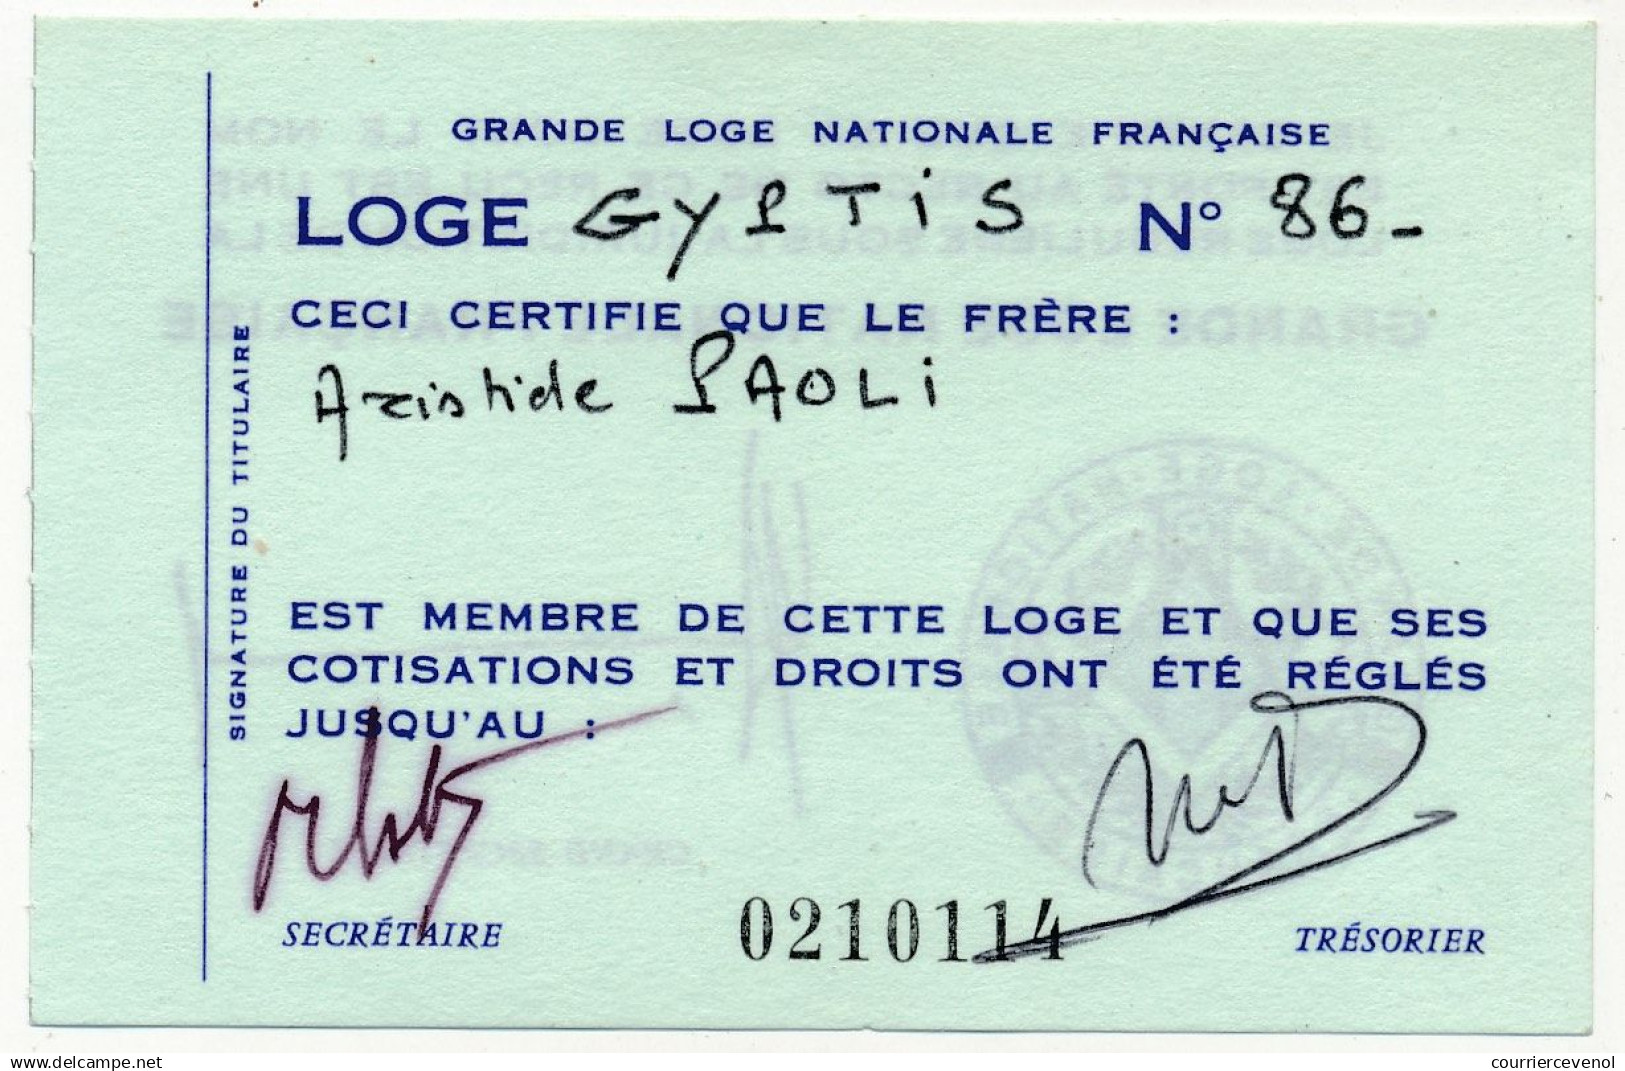 GRANDE LOGE NATIONALE FRANÇAISE
LOGE GYPTIS N° 86-
CECI CERTIFIE QUE LE FRÈRE :
Aristide PAOLI
EST MEMBRE DE CETTE LOGE ET QUE SES
COTISATIONS ET DROITS ONT ÉTÉ RÉGLÉS
JUSQU'AU :
SIGNATURE DU TITULAIRE
SECRÉTAIRE
0210114
TRÉSORIER
delcampe.net
courriercevenol